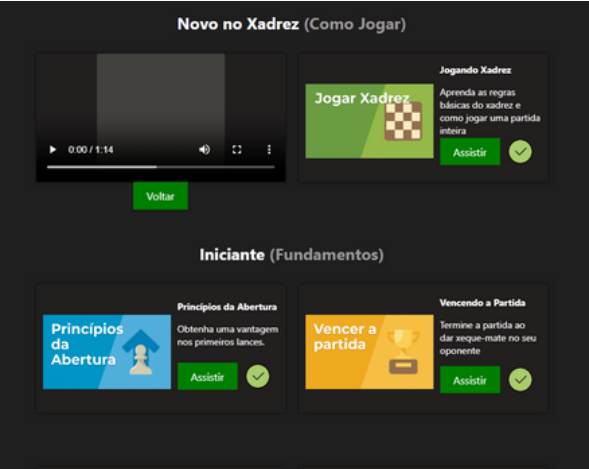 Novo no Xadrez (Como Jogar)
0:00 / 1:14
Voltar
Jogar Xadrez
Jogando Xadrez
Aprenda as regras
básicas do xadrez e
como jogar uma partida
inteira
Assistir
Iniciante (Fundamentos)
Princípios
da
Abertura
Princípios da Abertura
Obtenha uma vantagem
nos primeiros lances.
Assistir
Vencer a
partida
Vencendo a Partida
Termine a partida ao
dar xeque-mate no seu
oponente
Assistir